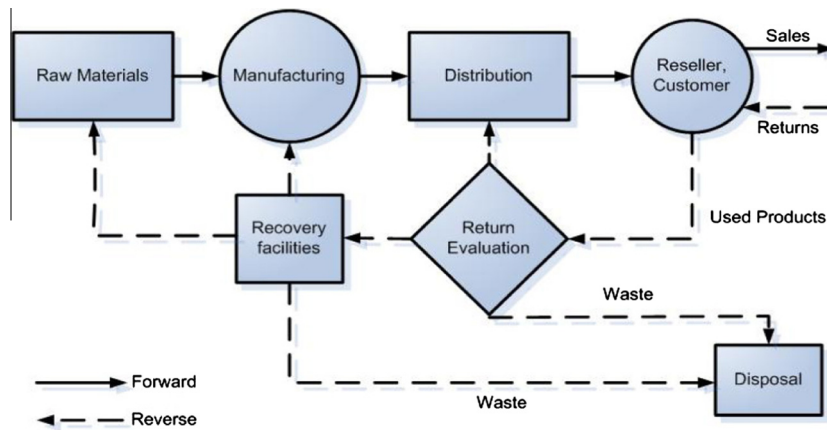 Raw Materials
Manufacturing
Distribution
Reseller,
Customer
Sales
Returns
Recovery
facilities
Return
Evaluation
Used Products
Waste
Disposal
Waste
Forward
Reverse